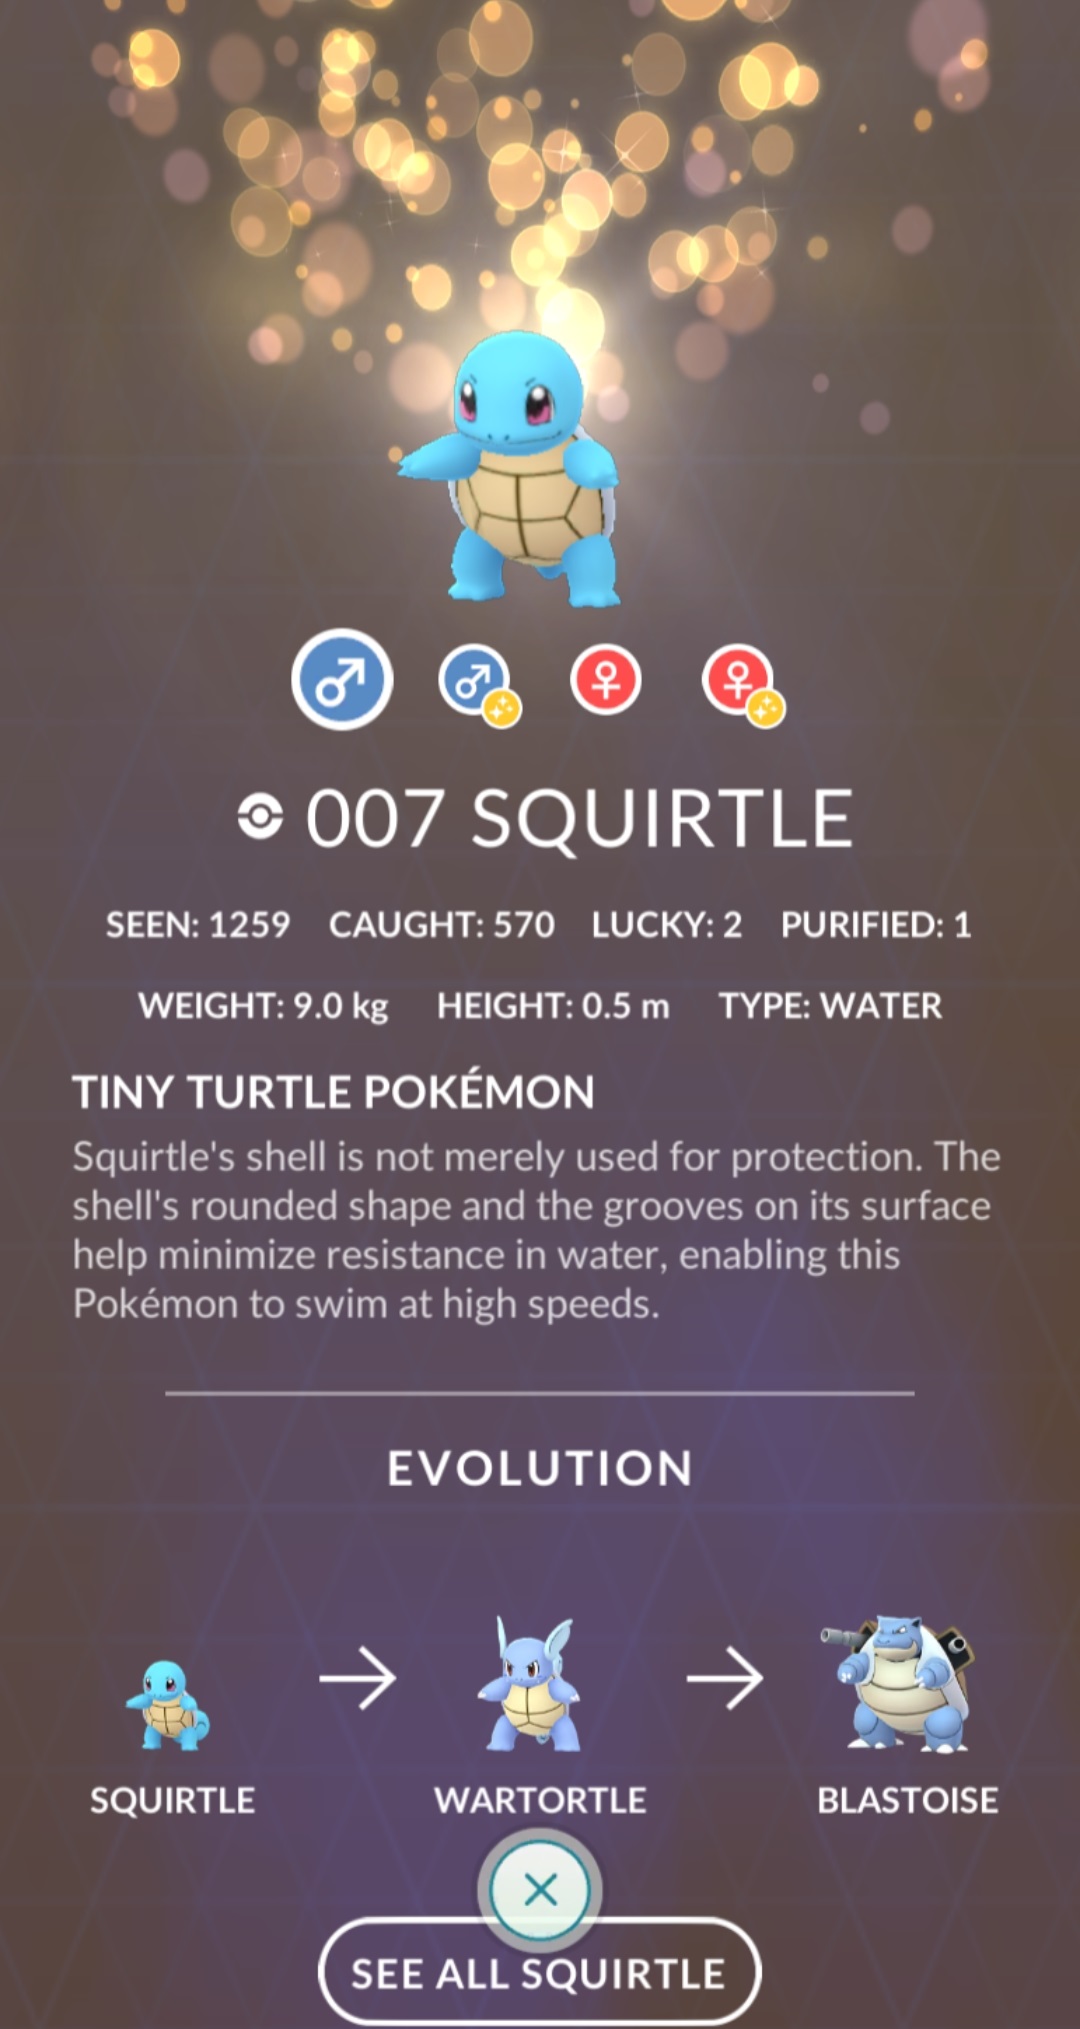 007 SQUIRTLE
SEEN: 1259 CAUGHT: 570 LUCKY: 2 PURIFIED: 1
WEIGHT: 9.0 kg HEIGHT: 0.5 m TYPE: WATER
TINY TURTLE POKÉMON
Squirtle's shell is not merely used for protection. The
shell's rounded shape and the grooves on its surface
help minimize resistance in water, enabling this
Pokémon to swim at high speeds.
EVOLUTION
SQUIRTLE WARTORTLE BLASTOISE
SEE ALL SQUIRTLE